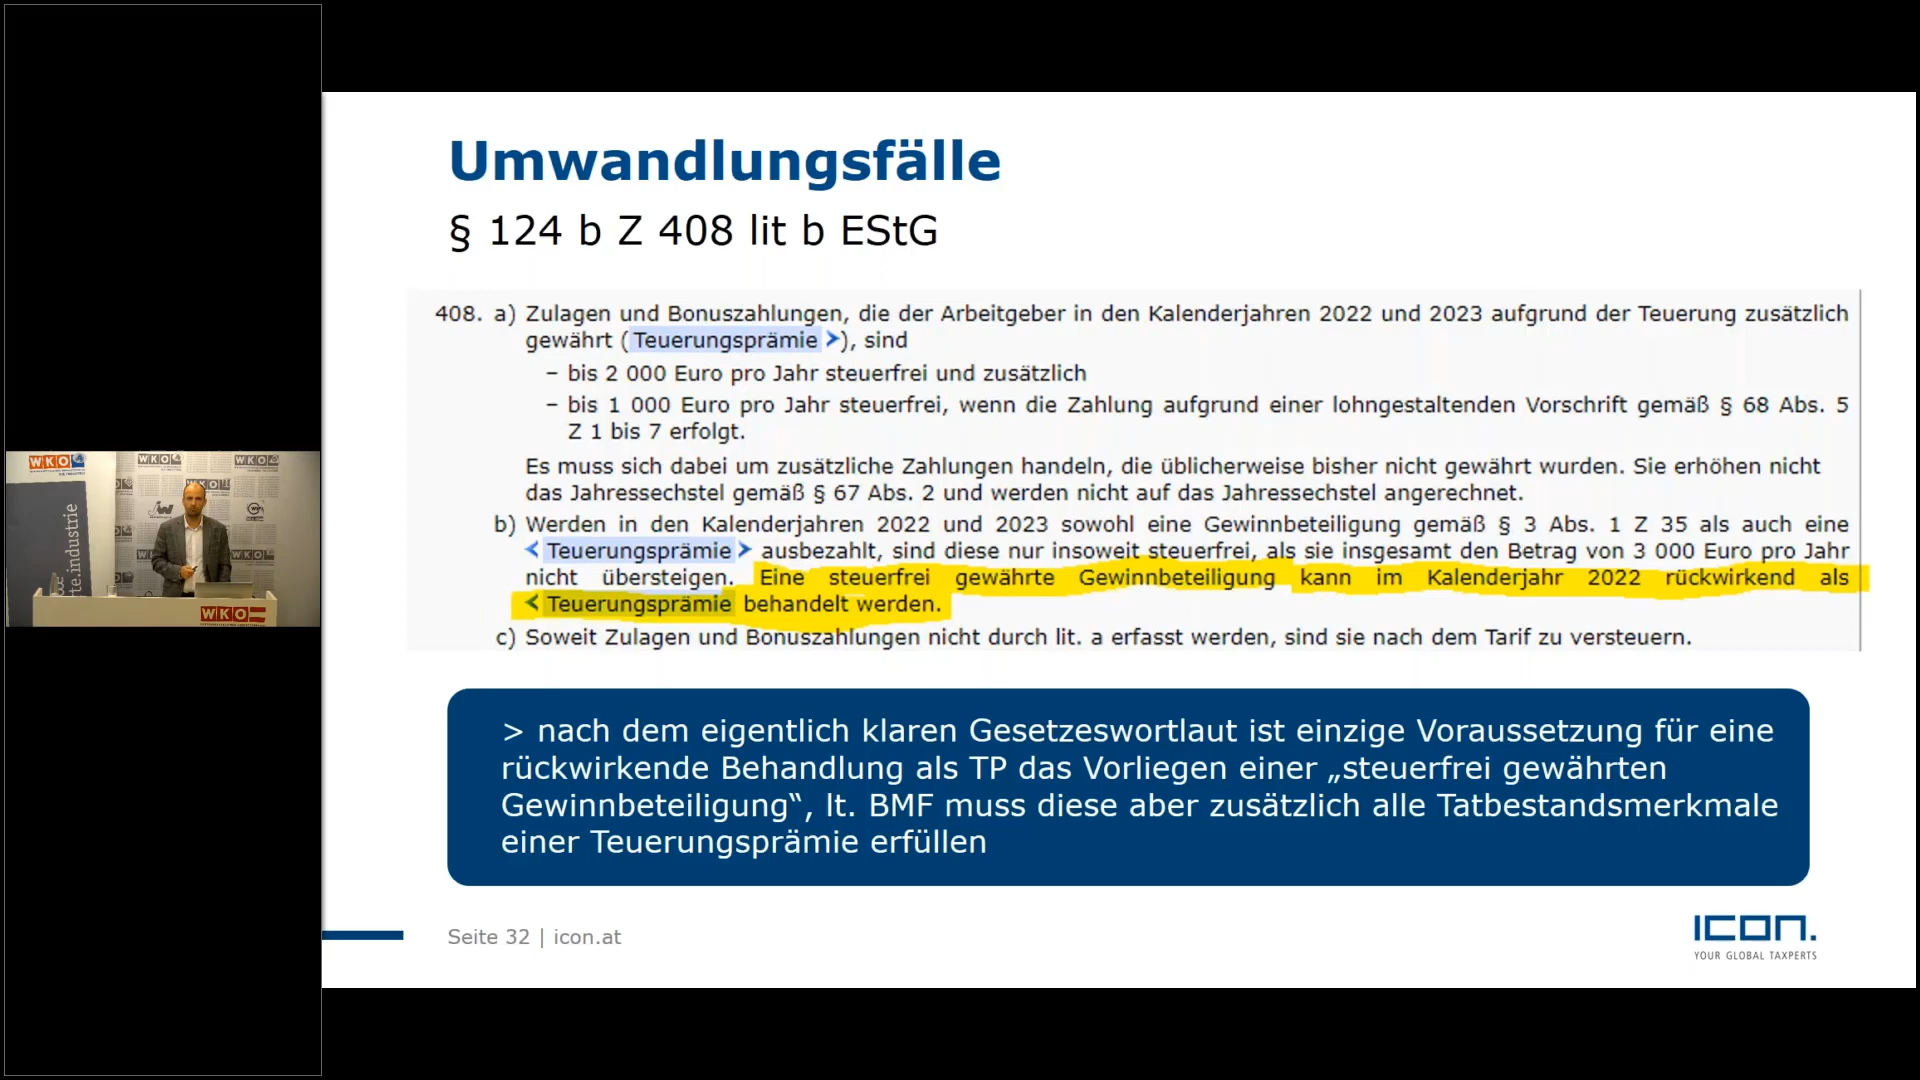 Umwandlungsfälle
§ 124 b Z 408 lit b EStG
408. a) Zulagen und Bonuszahlungen, die der Arbeitgeber in den Kalenderjahren 2022 und 2023 aufgrund der Teuerung zusätzlich
gewährt (Teuerungsprämie >), sind
– bis 2 000 Euro pro Jahr steuerfrei und zusätzlich
– bis 1 000 Euro pro Jahr steuerfrei, wenn die Zahlung aufgrund einer lohngestaltenden Vorschrift gemäß § 68 Abs. 5
Z 1 bis 7 erfolgt.
Es muss sich dabei um zusätzliche Zahlungen handeln, die üblicherweise bisher nicht gewährt wurden. Sie erhöhen nicht
das Jahressechstel gemäß § 67 Abs. 2 und werden nicht auf das Jahressechstel angerechnet.
b) Werden in den Kalenderjahren 2022 und 2023 sowohl eine Gewinnbeteiligung gemäß § 3 Abs. 1 Z 35 als auch eine
< Teuerungsprämie > ausbezahlt, sind diese nur insoweit steuerfrei, als sie insgesamt den Betrag von 3 000 Euro pro Jahr
nicht übersteigen. Eine steuerfrei gewährte Gewinnbeteiligung kann im Kalenderjahr 2022 rückwirkend als
< Teuerungsprämie behandelt werden.
c) Soweit Zulagen und Bonuszahlungen nicht durch lit. a erfasst werden, sind sie nach dem Tarif zu versteuern.
> nach dem eigentlich klaren Gesetzeswortlaut ist einzige Voraussetzung für eine
rückwirkende Behandlung als TP das Vorliegen einer „steuerfrei gewährten
Gewinnbeteiligung“, lt. BMF muss diese aber zusätzlich alle Tatbestandsmerkmale
einer Teuerungsprämie erfüllen
Seite 32 | icon.at
ICON.
YOUR GLOBAL TAXPERTS
WKO
WKO
WKO
WKO
te.industrie
WKO